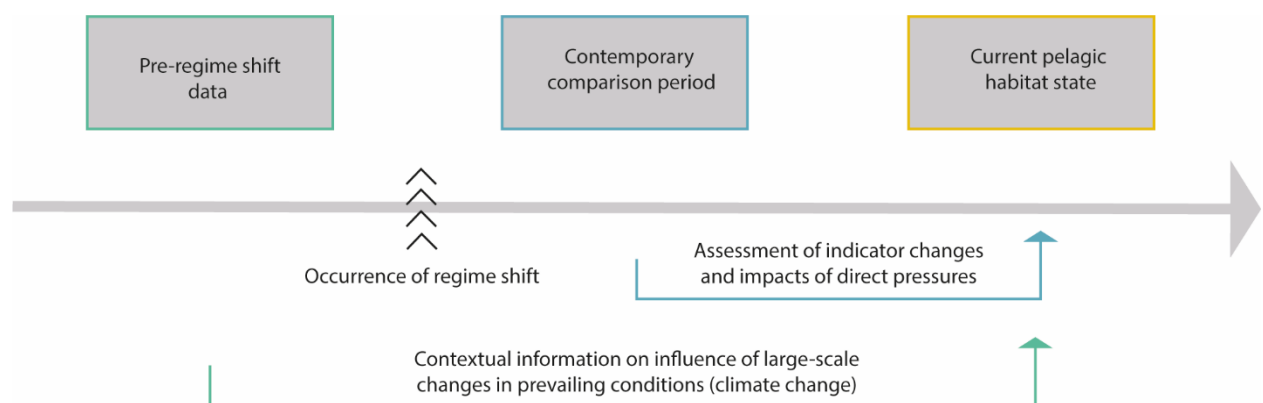 Pre-regime shift
data
Contemporary
comparison period
Current pelagic
habitat state
Occurrence of regime shift
Assessment of indicator changes
and impacts of direct pressures
Contextual information on influence of large-scale
changes in prevailing conditions (climate change)